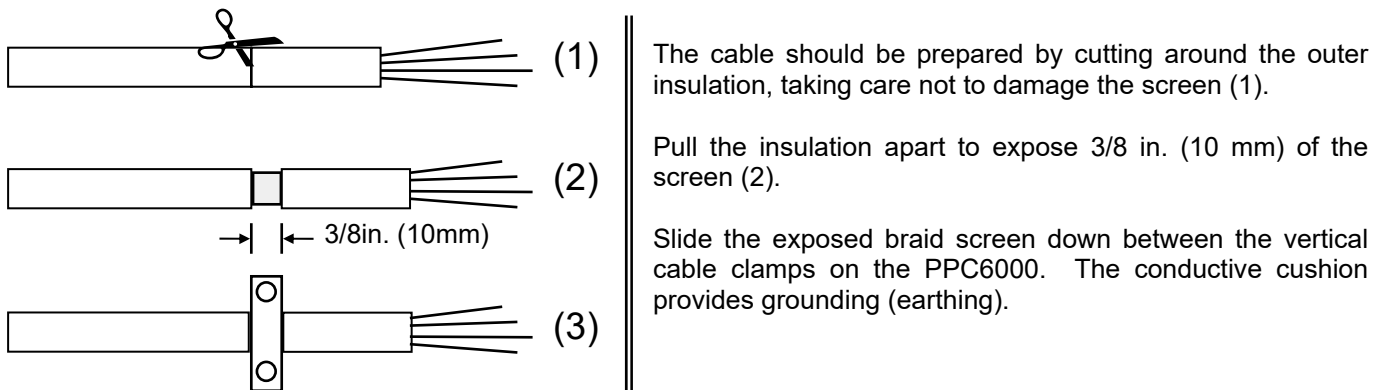 (1)
(2)
3/8in. (10mm)
(3)
The cable should be prepared by cutting around the outer
insulation, taking care not to damage the screen (1).
Pull the insulation apart to expose 3/8 in. (10 mm) of the
screen (2).
Slide the exposed braid screen down between the vertical
cable clamps on the PPC6000.  The conductive cushion
provides grounding (earthing).